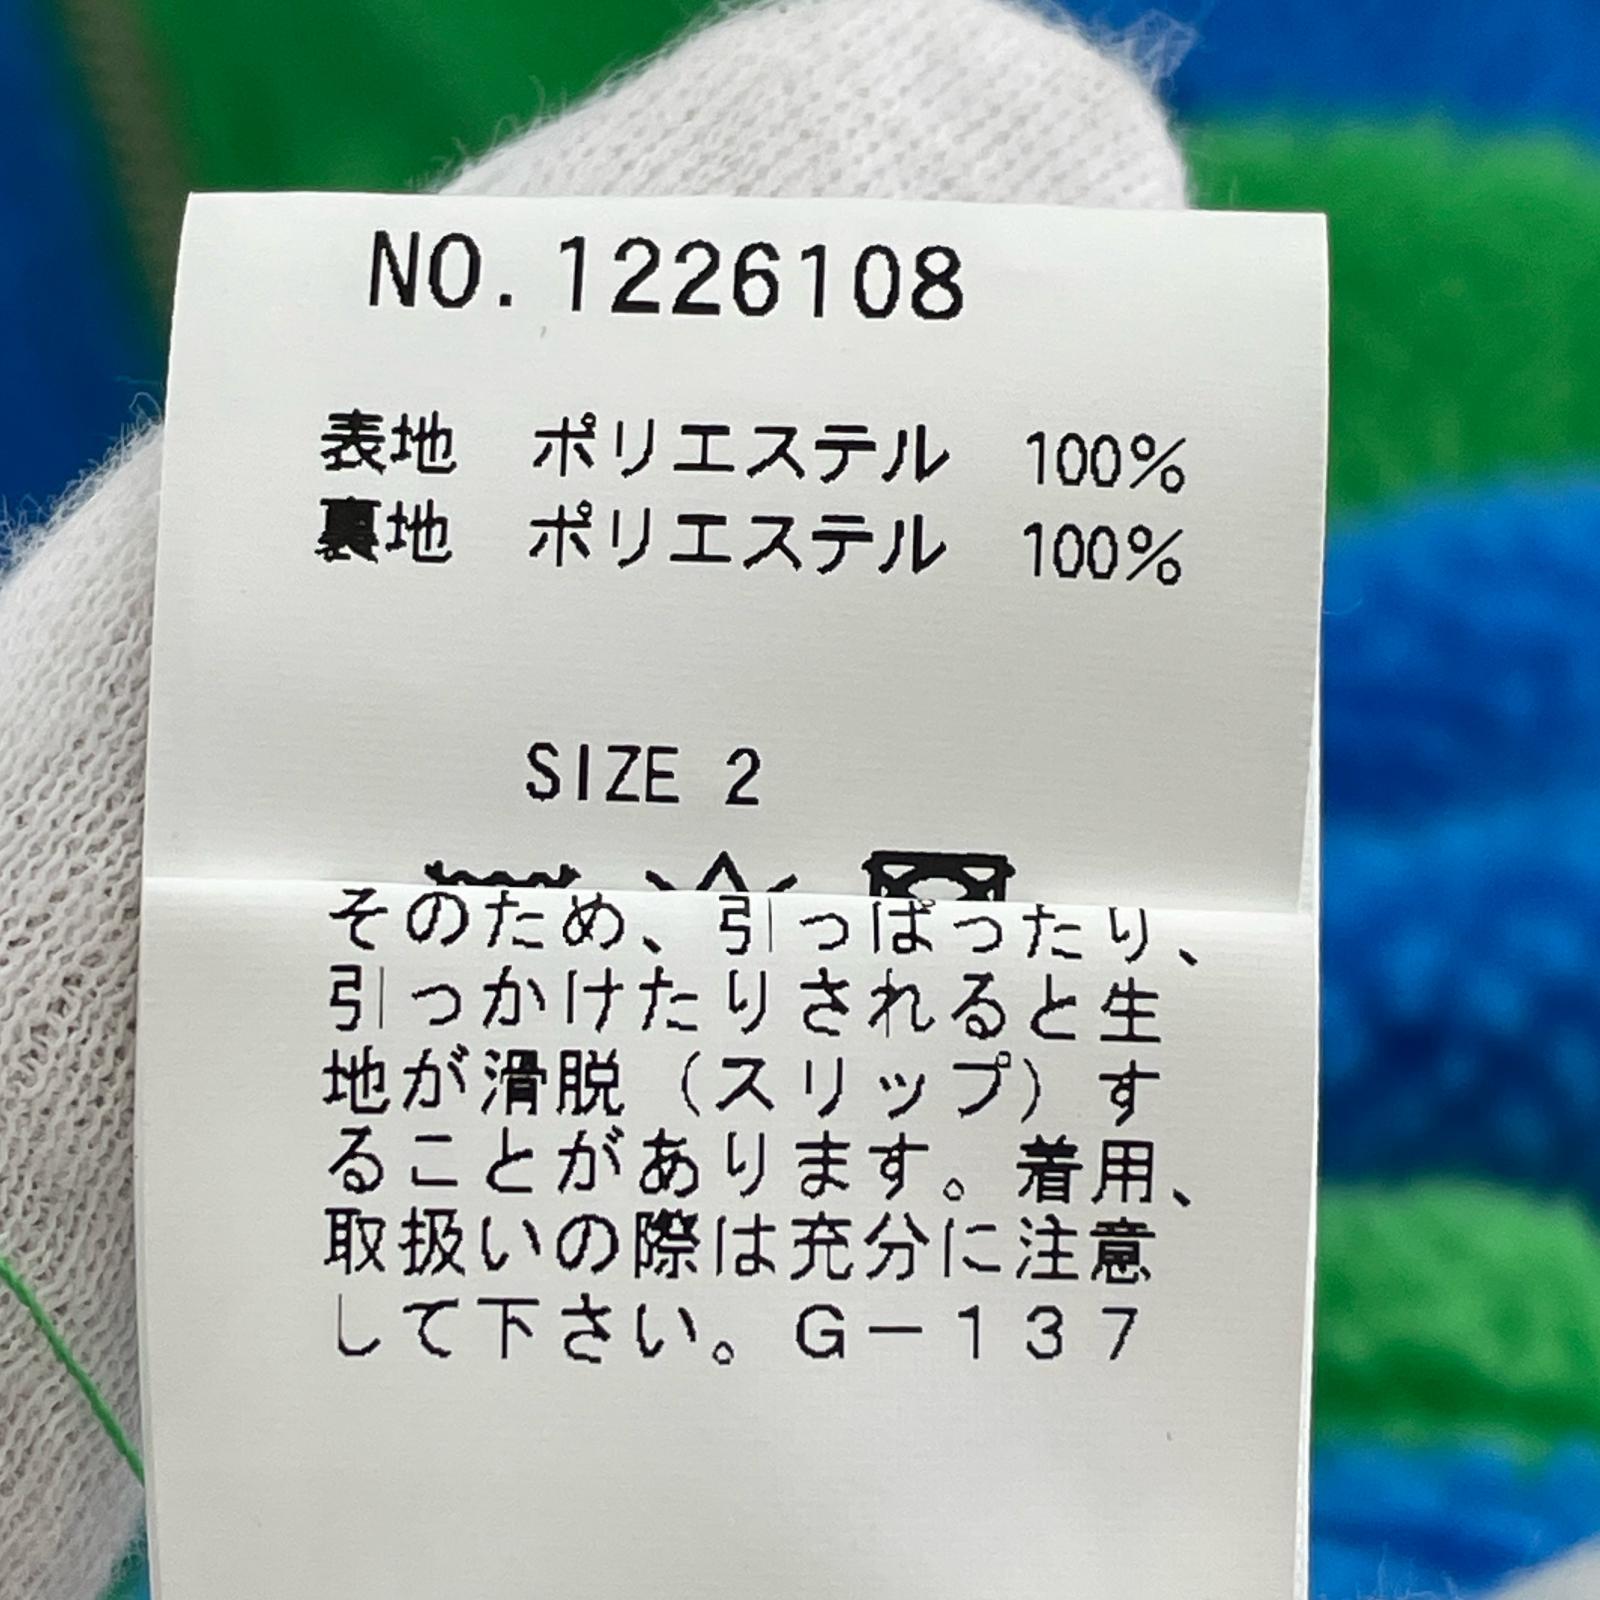 NO. 1226108
表地 ポリエステル 100%
裏地 ポリエステル 100%
SIZE 2
そのため、引っぱったり、
引っかけたりされると生
地が滑脱（スリップ）す
ることがあります。着用、
取扱いの際は充分に注意
して下さい。G－137